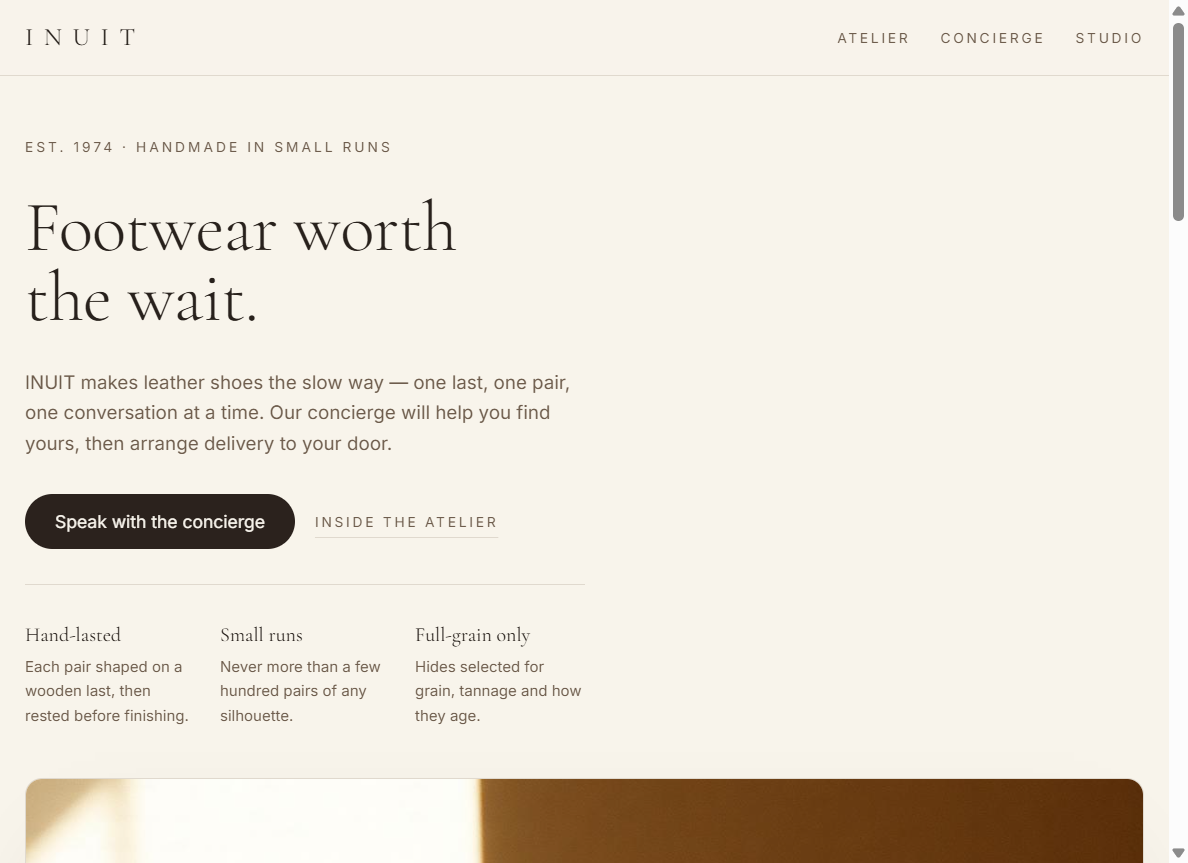 INUIT
ATELIER CONCIERGE STUDIO
EST. 1974 · HANDMADE IN SMALL RUNS
Footwear worth
the wait.
INUIT makes leather shoes the slow way — one last, one pair,
one conversation at a time. Our concierge will help you find
yours, then arrange delivery to your door.
Speak with the concierge
INSIDE THE ATELIER
Hand-lasted
Each pair shaped on a
wooden last, then
rested before finishing.
Small runs
Never more than a few
hundred pairs of any
silhouette.
Full-grain only
Hides selected for
grain, tannage and how
they age.